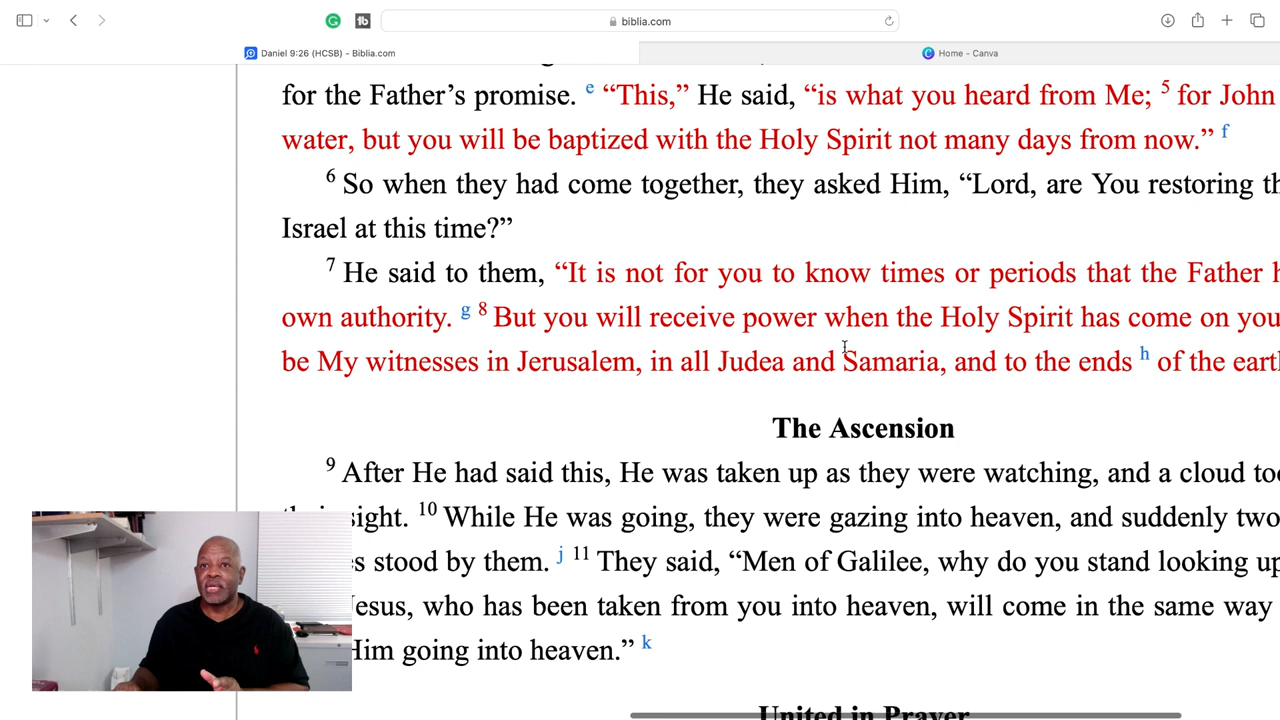 biblia.com
Daniel 9:26 (HCSB) - Biblia.com
Home - Canva
for the Father’s promise. e “This,” He said, “is what you heard from Me; 5 for John
water, but you will be baptized with the Holy Spirit not many days from now.” f
6 So when they had come together, they asked Him, “Lord, are You restoring th
Israel at this time?”
7 He said to them, “It is not for you to know times or periods that the Father h
own authority. g 8 But you will receive power when the Holy Spirit has come on you
be My witnesses in Jerusalem, in all Judea and Samaria, and to the ends h of the eart
The Ascension
9 After He had said this, He was taken up as they were watching, and a cloud too
sight. 10 While He was going, they were gazing into heaven, and suddenly two
s stood by them. j 11 They said, “Men of Galilee, why do you stand looking up
Jesus, who has been taken from you into heaven, will come in the same way
Him going into heaven.” k
United in Prayer